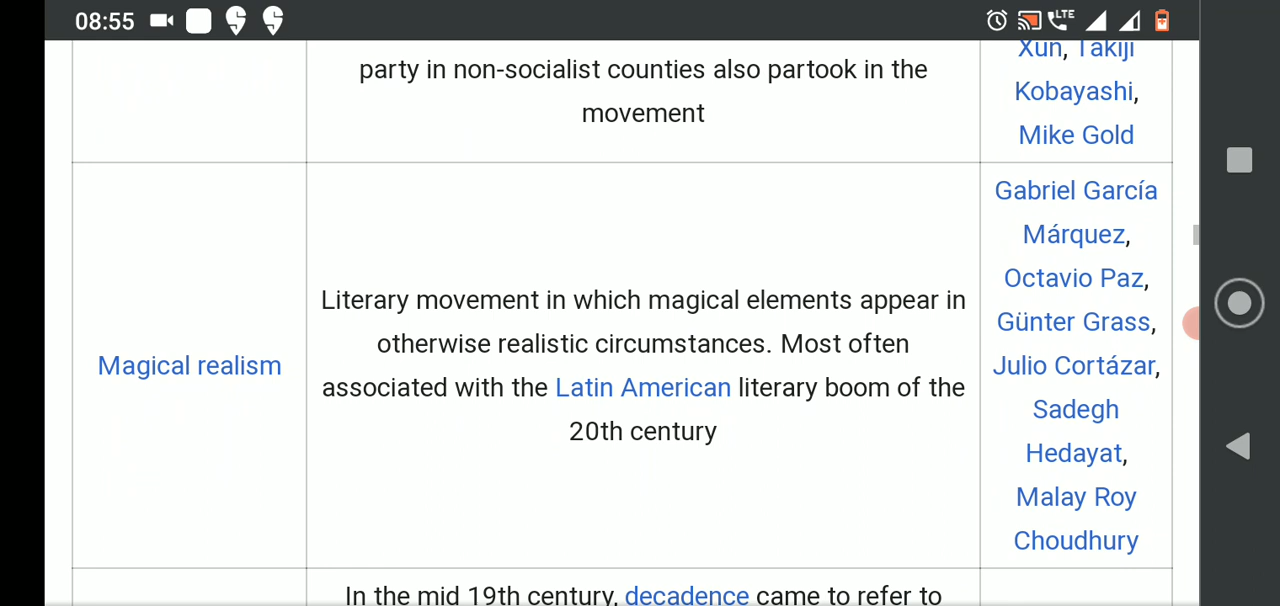 08:55
LTE
party in non-socialist counties also partook in the
movement
Xun, Takiji
Kobayashi,
Mike Gold
Magical realism
Literary movement in which magical elements appear in
otherwise realistic circumstances. Most often
associated with the Latin American literary boom of the
20th century
Gabriel García
Márquez,
Octavio Paz,
Günter Grass,
Julio Cortázar,
Sadegh
Hedayat,
Malay Roy
Choudhury
In the mid 19th century, decadence came to refer to